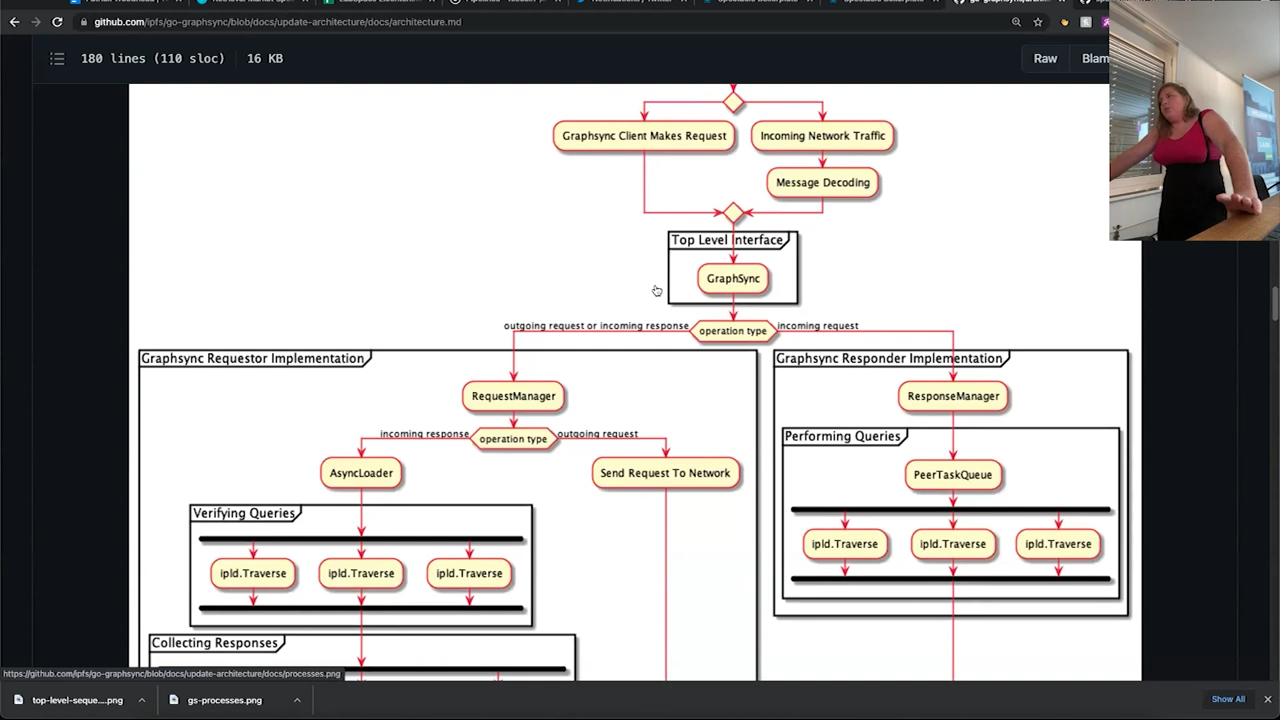 github.com/ipfs/go-graphsync/blob/docs/update-architecture/docs/architecture.md
180 lines (110 sloc)
16 KB
Raw
Blam
Graphsync Client Makes Request
Incoming Network Traffic
Message Decoding
Top Level Interface
GraphSync
outgoing request or incoming response
operation type
incoming request
Graphsync Requestor Implementation
Graphsync Responder Implementation
RequestManager
ResponseManager
incoming response
operation type
outgoing request
Performing Queries
AsyncLoader
Send Request To Network
PeerTaskQueue
Verifying Queries
ipld.Traverse
ipld.Traverse
ipld.Traverse
ipld.Traverse
ipld.Traverse
ipld.Traverse
Collecting Responses
https://github.com/ipfs/go-graphsync/blob/docs/update-architecture/docs/processes.png
top-level-seque....png
gs-processes.png
Show All